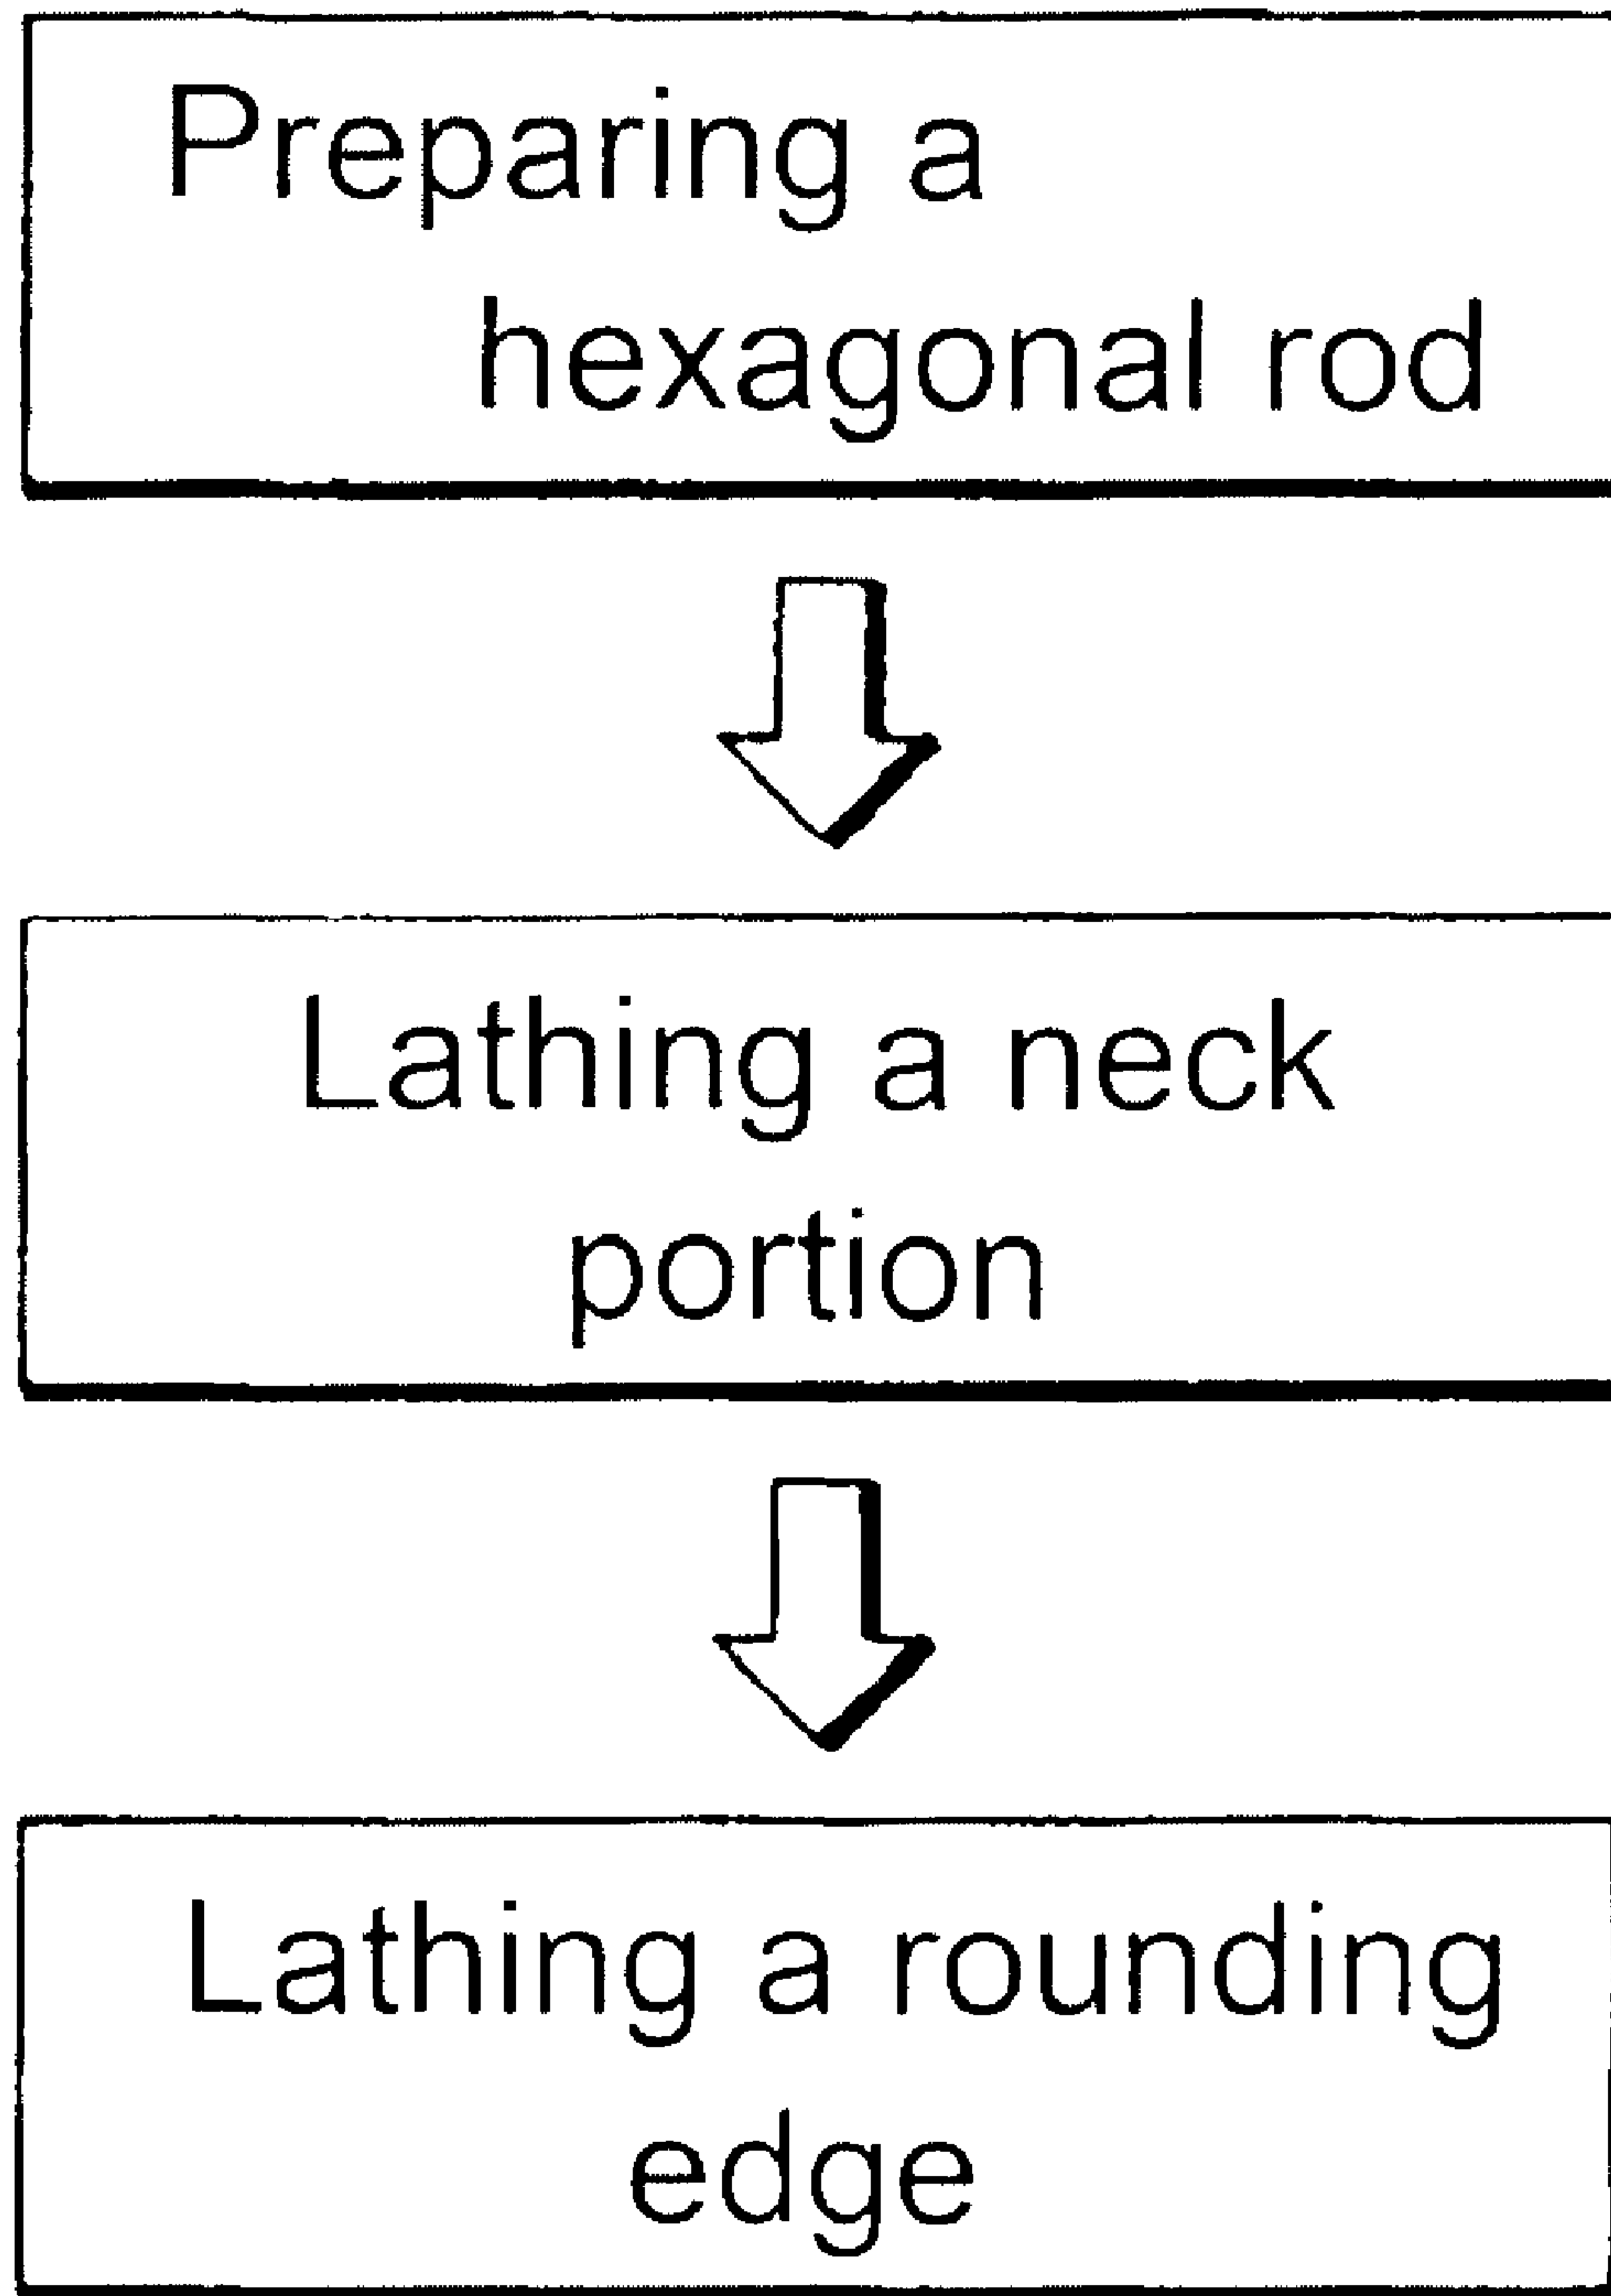 Preparing a
hexagonal rod
Lathing a neck
portion
Lathing a rounding
edge